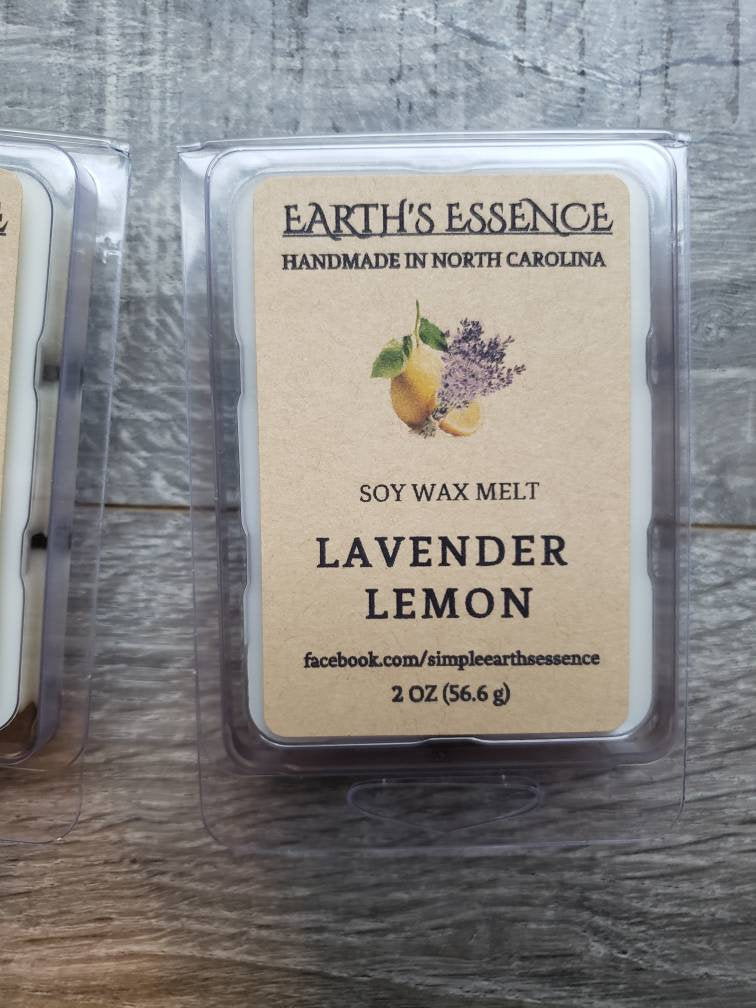 EARTH'S ESSENCE
HANDMADE IN NORTH CAROLINA
SOY WAX MELT
LAVENDER
LEMON
facebook.com/simpleearthsessence
2 OZ (56.6 g)